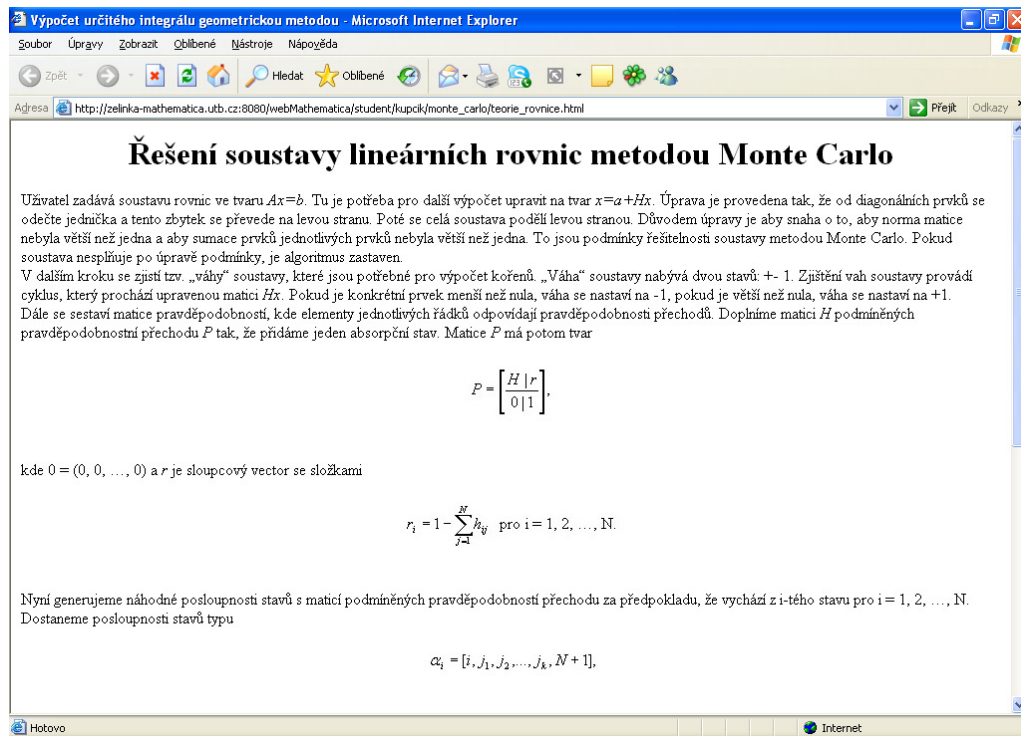 Výpočet určitého integrálu geometrickou metodou - Microsoft Internet Explorer
Soubor Úpravy Zobrazit Oblíbené Nástroje Nápověda
Zpět Hledat Oblíbené
Adresa http://zelinka-mathematica.utb.cz:8080/webMathematica/student/kupcik/monte_carlo/teorie_rovnice.html Přejít Odkazy
Řešení soustavy lineárních rovnic metodou Monte Carlo
Uživatel zadává soustavu rovnic ve tvaru Ax=b. Tu je potřeba pro další výpočet upravit na tvar x=a+Hx. Úprava je provedena tak, že od diagonálních prvků se
odečte jednička a tento zbytek se převede na levou stranu. Poté se celá soustava podělí levou stranou. Důvodem úpravy je aby snaha o to, aby norma matice
nebyla větší než jedna a aby sumace prvků jednotlivých prvků nebyla větší než jedna. To jsou podmínky řešitelnosti soustavy metodou Monte Carlo. Pokud
soustava nesplňuje po úpravě podmínky, je algoritmus zastaven.
V dalším kroku se zjistí tzv. „váhy“ soustavy, které jsou potřebné pro výpočet kořenů. „Váha“ soustavy nabývá dvou stavů: +- 1. Zjištění vah soustavy provádí
cyklus, který prochází upravenou matici Hx. Pokud je konkrétní prvek menší než nula, váha se nastaví na -1, pokud je větší než nula, váha se nastaví na +1.
Dále se sestaví matice pravděpodobností, kde elementy jednotlivých řádků odpovídají pravděpodobnosti přechodů. Doplníme matici H podmíněných
pravděpodobnostní přechodu P tak, že přidáme jeden absorpční stav. Matice P má potom tvar
P = [H | r / 0 | 1],
kde 0 = (0, 0, …, 0) a r je sloupcový vector se složkami
r_i = 1 − ∑_{j=1}^{N} h_{ij} pro i = 1, 2, …, N.
Nyní generujeme náhodné posloupnosti stavů s maticí podmíněných pravděpodobností přechodu za předpokladu, že vychází z i-tého stavu pro i = 1, 2, …, N.
Dostaneme posloupnosti stavů typu
α_i = [i, j_1, j_2, ..., j_k, N + 1],
Hotovo Internet